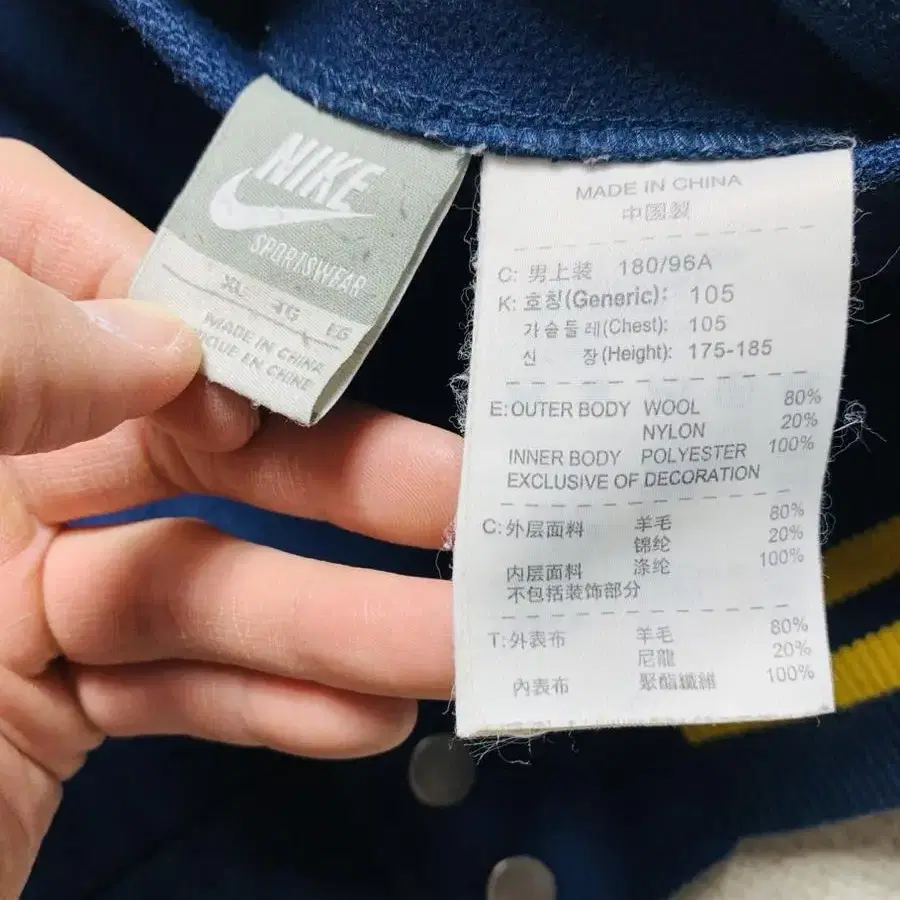 NIKE
SPORTSWEAR
XL TG EG
MADE IN CHINA
EN CHINE
MADE IN CHINA
中國製
C: 男上装 180/96A
K: 호칭(Generic): 105
가슴둘레(Chest): 105
신 장(Height): 175-185
E: OUTER BODY WOOL 80%
NYLON 20%
INNER BODY POLYESTER 100%
EXCLUSIVE OF DECORATION
C: 外层面料 羊毛 80%
锦纶 20%
内层面料 涤纶 100%
不包括装饰部分
T: 外表布 羊毛 80%
尼龍 20%
內表布 聚酯纖維 100%